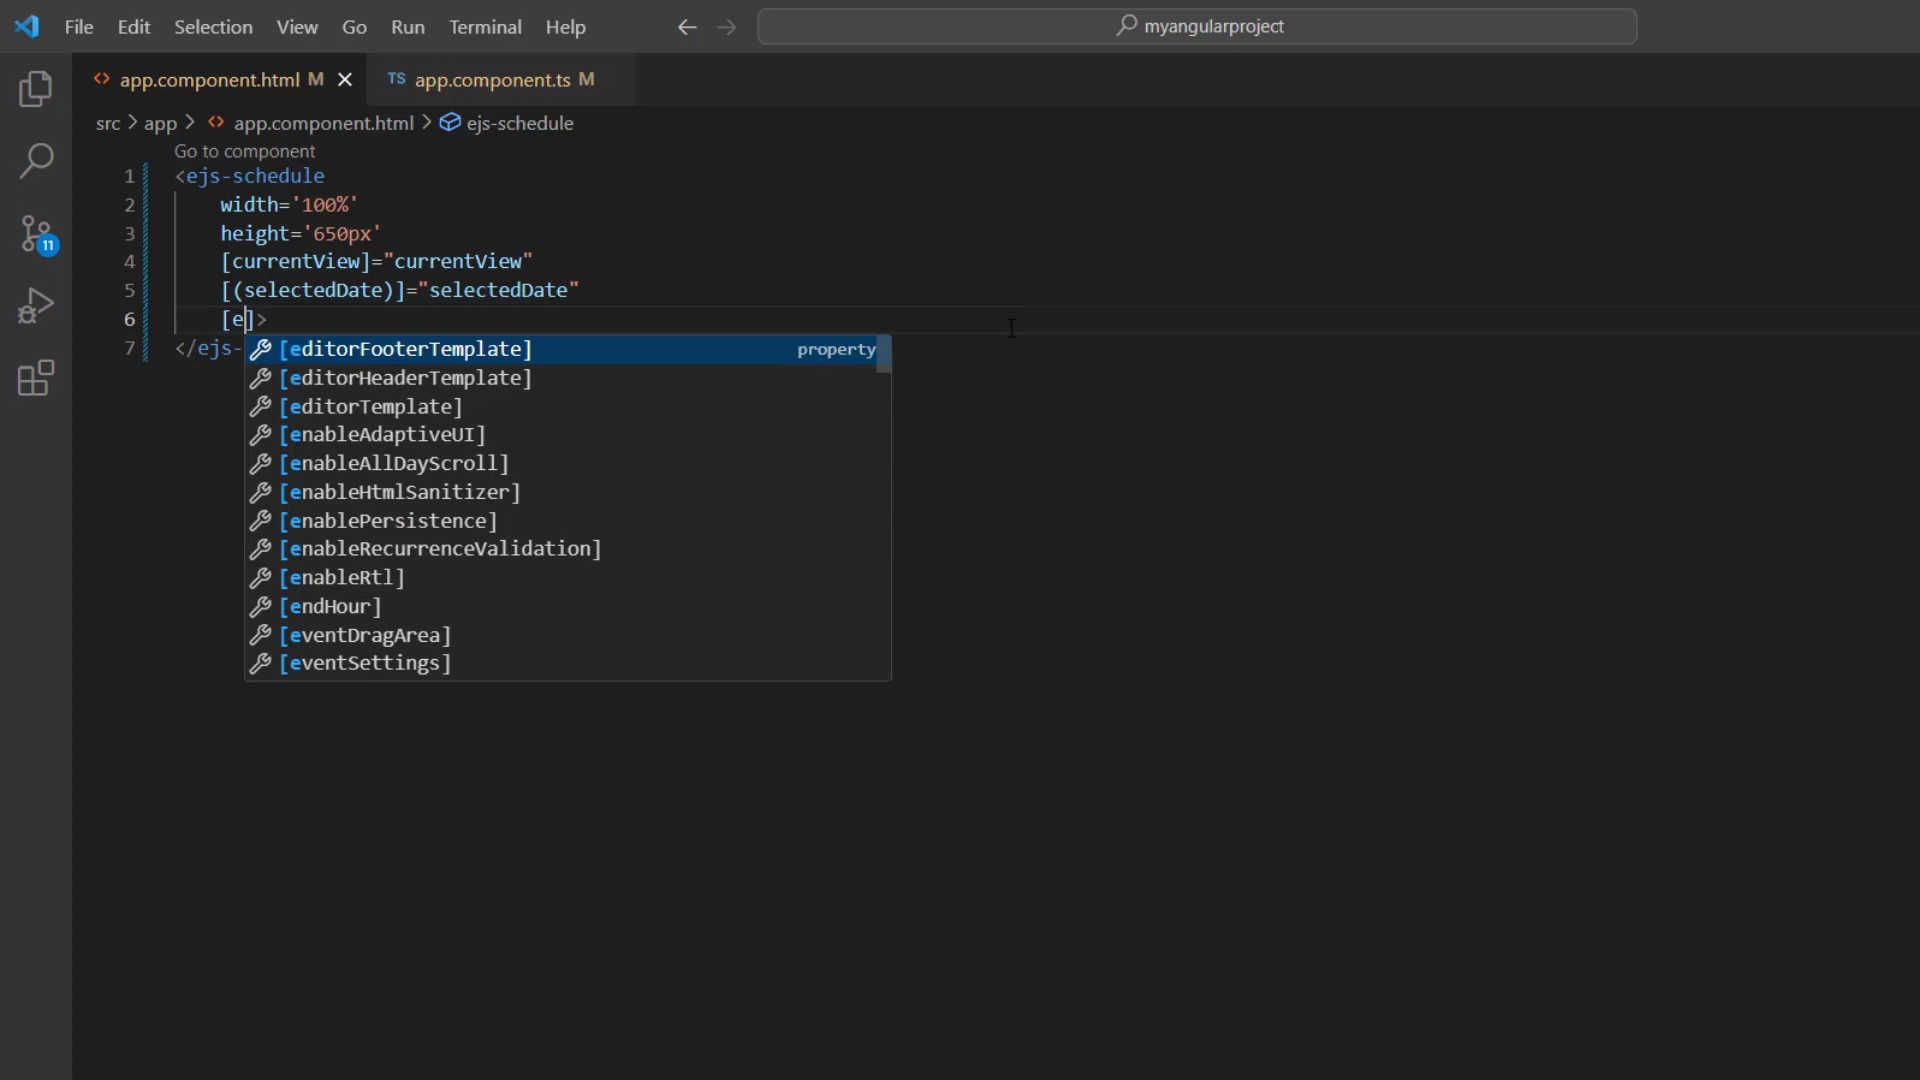 File Edit Selection View Go Run Terminal Help myangularproject
app.component.html M TS app.component.ts M
src > app > app.component.html > ejs-schedule
Go to component
1 <ejs-schedule
2 width='100%'
3 height='650px'
4 [currentView]="currentView"
5 [(selectedDate)]="selectedDate"
6 [e]>
7 </ejs-
[editorFooterTemplate] property
[editorHeaderTemplate]
[editorTemplate]
[enableAdaptiveUI]
[enableAllDayScroll]
[enableHtmlSanitizer]
[enablePersistence]
[enableRecurrenceValidation]
[enableRtl]
[endHour]
[eventDragArea]
[eventSettings]
11